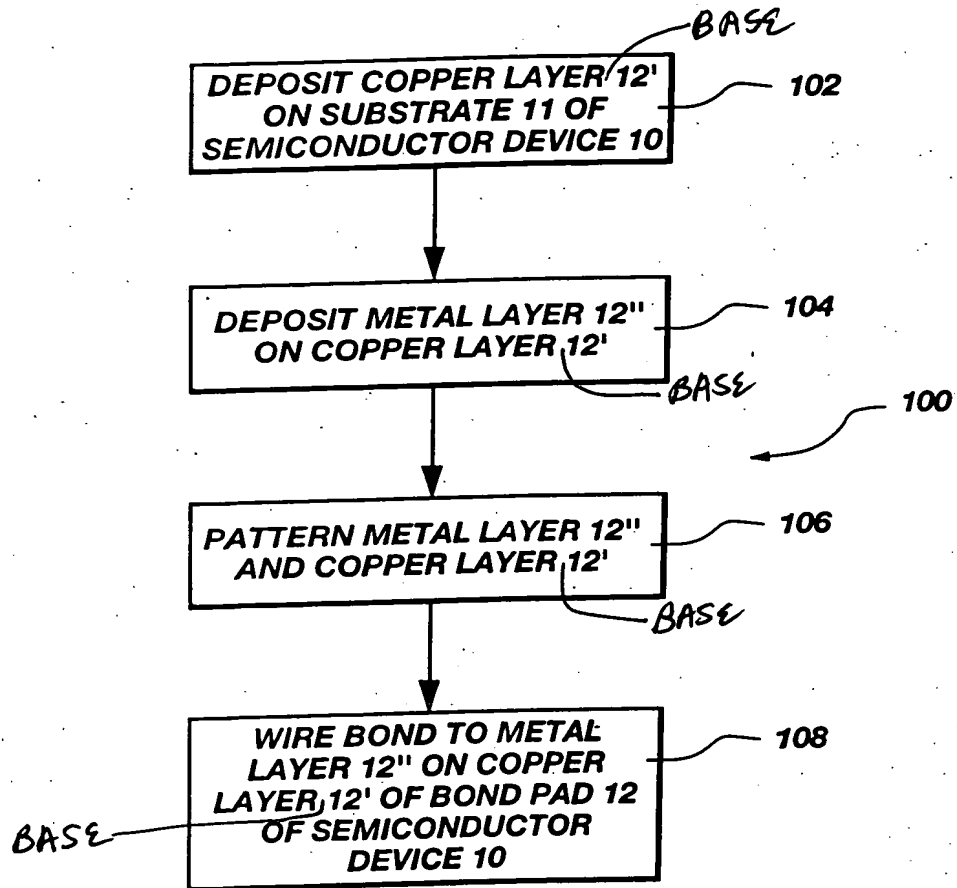 BASE
DEPOSIT COPPER LAYER 12'
ON SUBSTRATE 11 OF
SEMICONDUCTOR DEVICE 10
102
DEPOSIT METAL LAYER 12"
ON COPPER LAYER 12'
104
BASE
100
PATTERN METAL LAYER 12"
AND COPPER LAYER 12'
106
BASE
WIRE BOND TO METAL
LAYER 12" ON COPPER
LAYER 12' OF BOND PAD 12
OF SEMICONDUCTOR
DEVICE 10
108
BASE